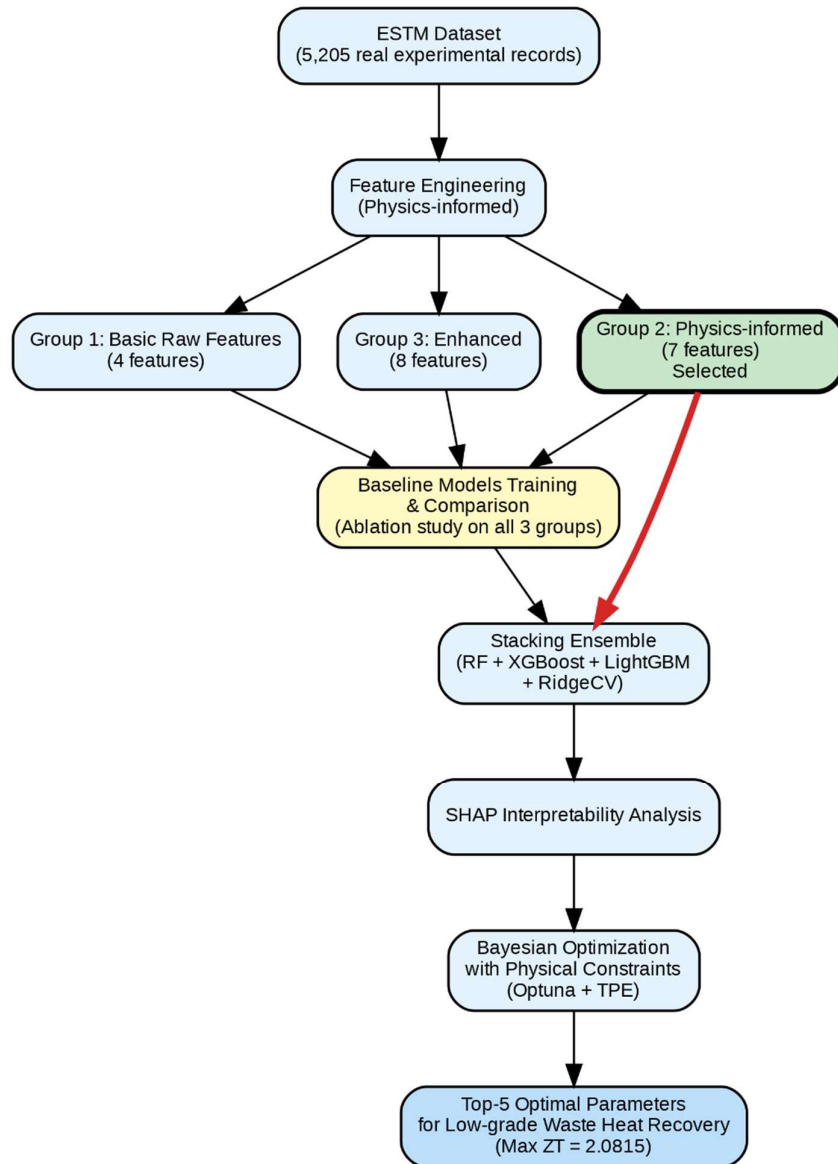 ESTM Dataset
(5,205 real experimental records)
Feature Engineering
(Physics-informed)
Group 1: Basic Raw Features
(4 features)
Group 3: Enhanced
(8 features)
Group 2: Physics-informed
(7 features)
Selected
Baseline Models Training
& Comparison
(Ablation study on all 3 groups)
Stacking Ensemble
(RF + XGBoost + LightGBM
+ RidgeCV)
SHAP Interpretability Analysis
Bayesian Optimization
with Physical Constraints
(Optuna + TPE)
Top-5 Optimal Parameters
for Low-grade Waste Heat Recovery
(Max ZT = 2.0815)